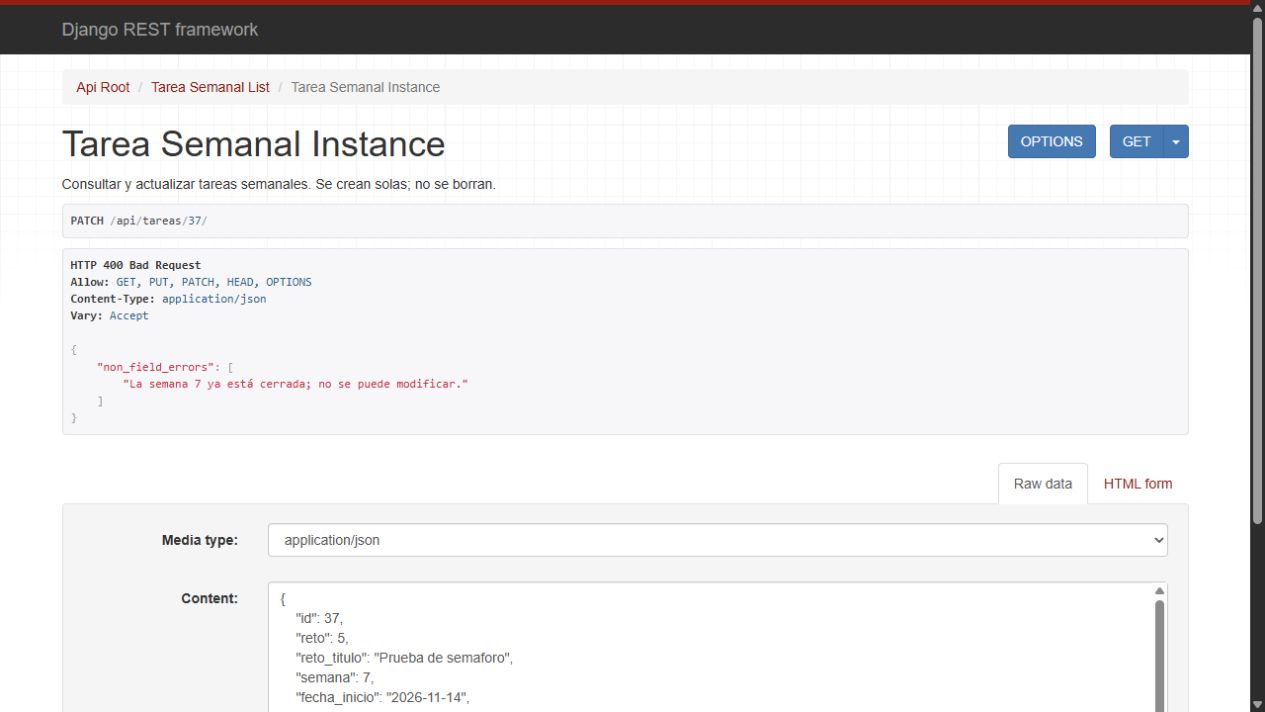 Django REST framework
Api Root / Tarea Semanal List / Tarea Semanal Instance
Tarea Semanal Instance
OPTIONS
GET
Consultar y actualizar tareas semanales. Se crean solas; no se borran.
PATCH /api/tareas/37/
HTTP 400 Bad Request
Allow: GET, PUT, PATCH, HEAD, OPTIONS
Content-Type: application/json
Vary: Accept
{
    "non_field_errors": [
        "La semana 7 ya está cerrada; no se puede modificar."
    ]
}
Raw data
HTML form
Media type:
application/json
Content:
{
    "id": 37,
    "reto": 5,
    "reto_titulo": "Prueba de semaforo",
    "semana": 7,
    "fecha_inicio": "2026-11-14",